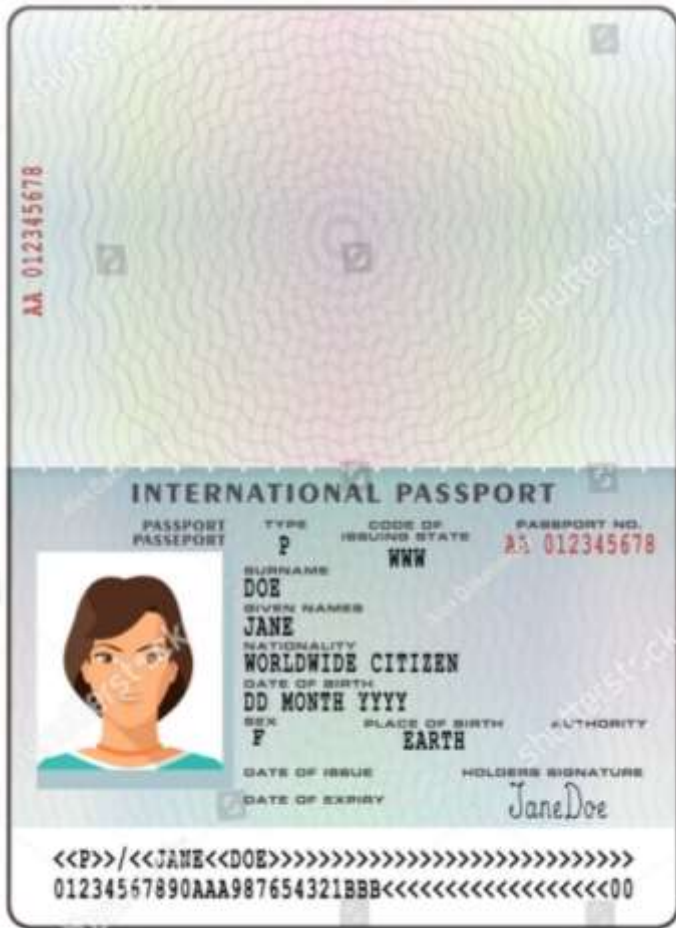 AA 012345678
INTERNATIONAL PASSPORT
PASSPORT TYPE CODE OF PASSPORT NO.
PASSEPORT P ISSUING STATE AA 012345678
WWW
SURNAME
DOE
GIVEN NAMES
JANE
NATIONALITY
WORLDWIDE CITIZEN
DATE OF BIRTH
DD MONTH YYYY
SEX PLACE OF BIRTH AUTHORITY
F EARTH
DATE OF ISSUE HOLDERS SIGNATURE
DATE OF EXPIRY JaneDoe
<<P>>/<<JANE<<DOE>>>>>>>>>>>>>>>>>>>>>>>>>>>>>>
01234567890AAA987654321BBB<<<<<<<<<<<<<<<<<<<00
shutterstock
shutterstock